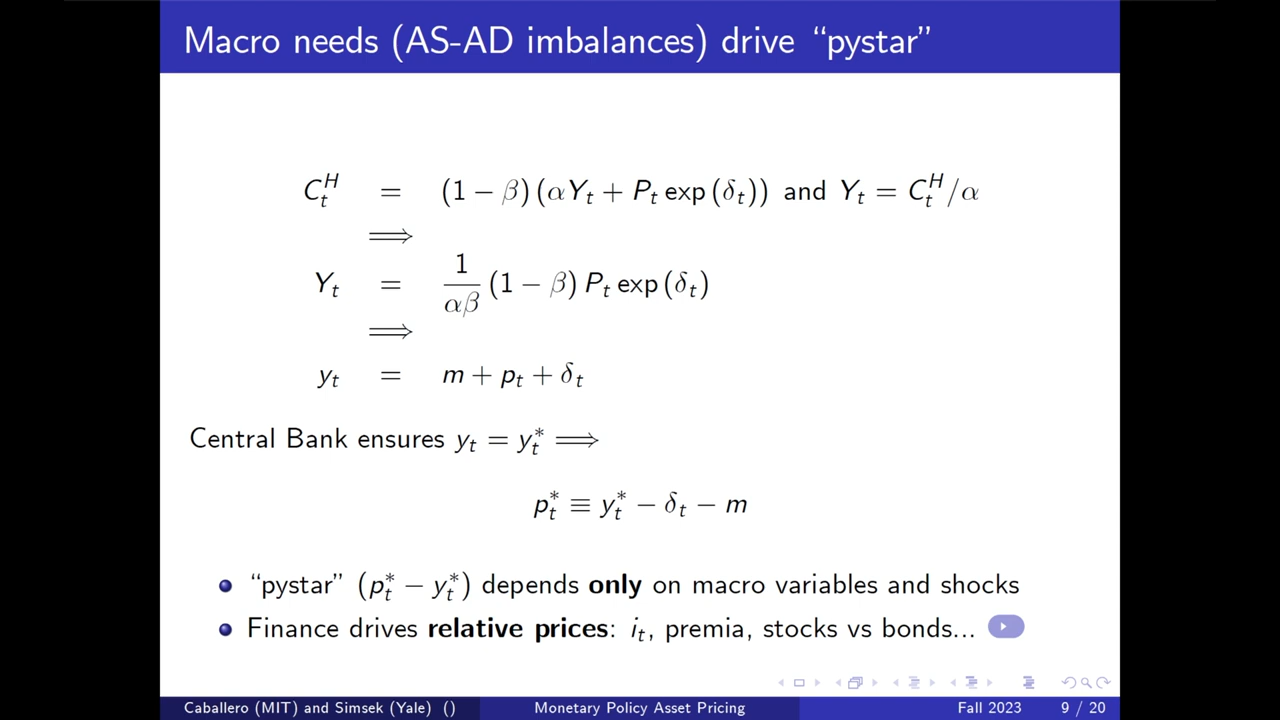 Macro needs (AS-AD imbalances) drive “pystar”
C_t^H = (1 − β) (αY_t + P_t exp (δ_t)) and Y_t = C_t^H/α
⟹
Y_t = \frac{1}{αβ} (1 − β) P_t exp (δ_t)
⟹
y_t = m + p_t + δ_t
Central Bank ensures y_t = y_t^* ⟹
p_t^* ≡ y_t^* − δ_t − m
“pystar” (p_t^* − y_t^*) depends only on macro variables and shocks
Finance drives relative prices: i_t, premia, stocks vs bonds...
Caballero (MIT) and Simsek (Yale) () Monetary Policy Asset Pricing Fall 2023 9 / 20